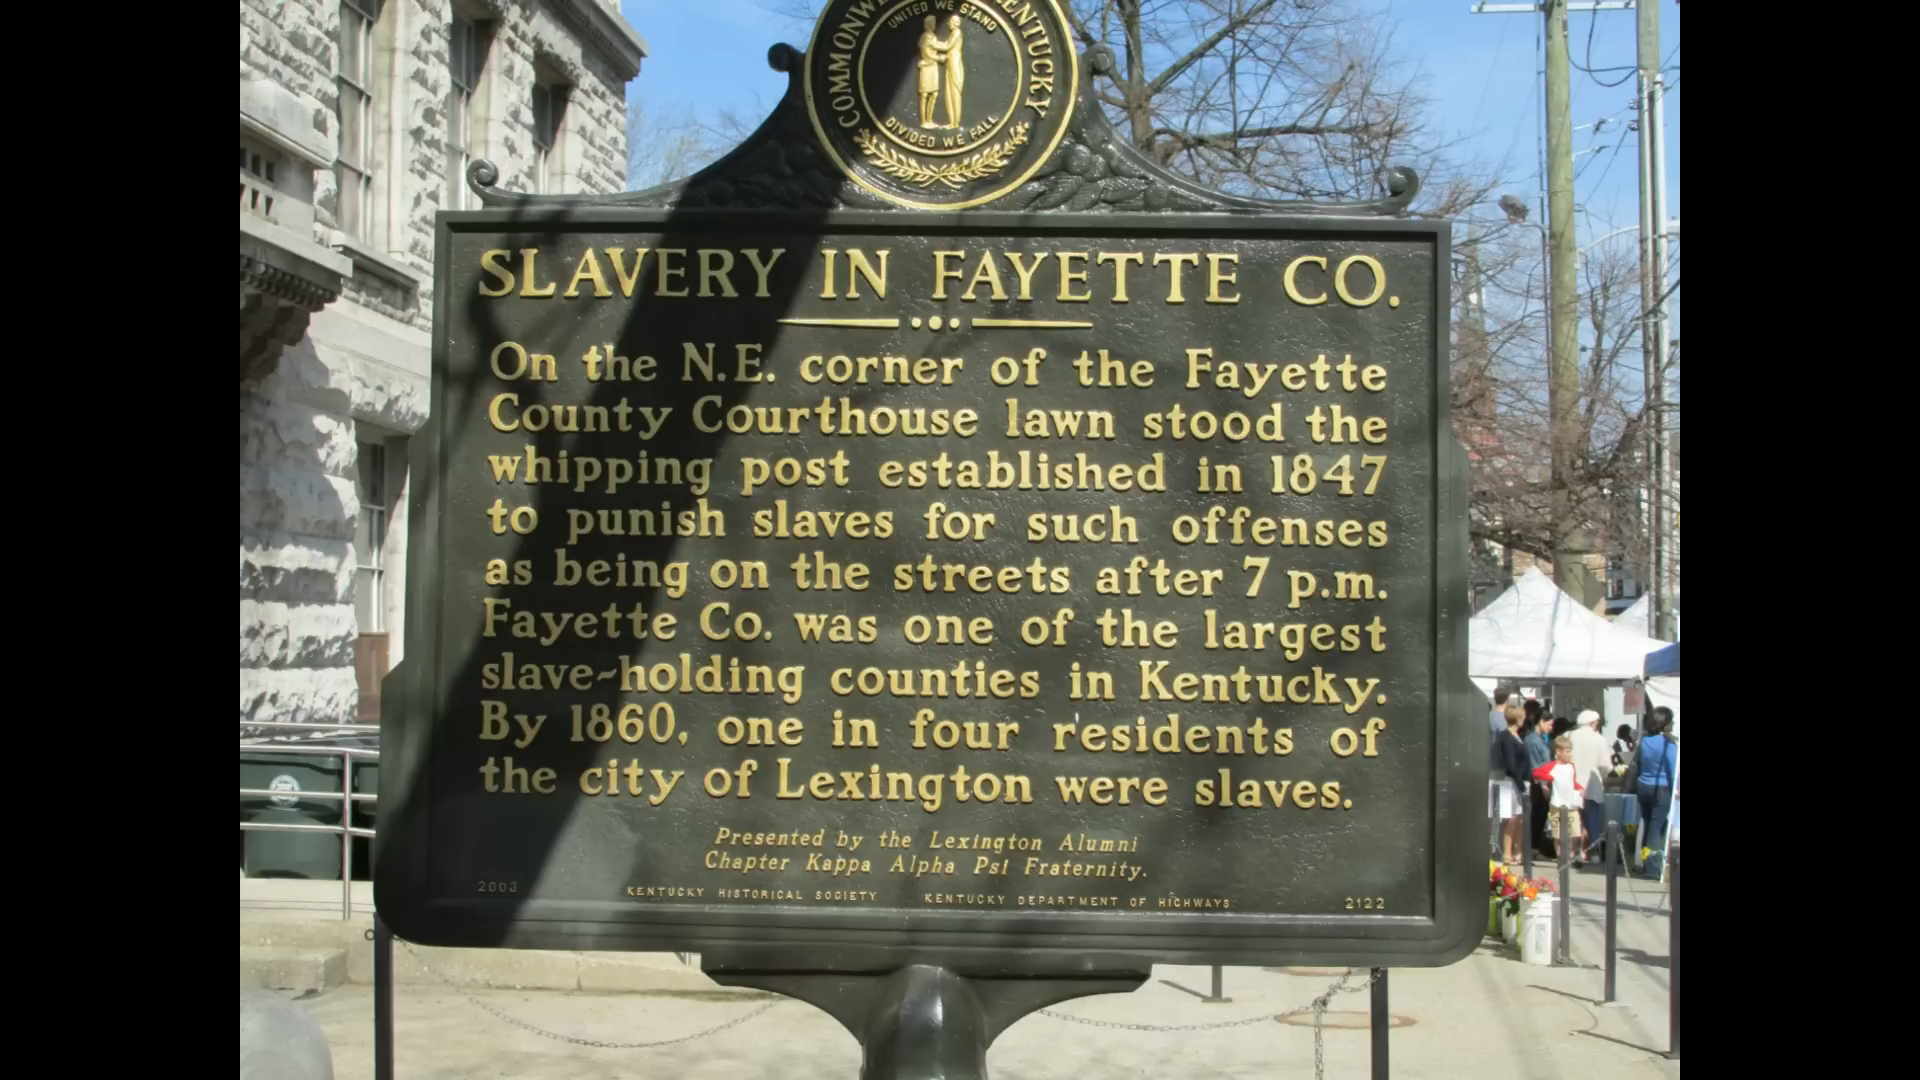 COMMONWE ENTUCKY
UNITED WE STAND
DIVIDED WE FALL
SLAVERY IN FAYETTE CO.
On the N.E. corner of the Fayette
County Courthouse lawn stood the
whipping post established in 1847
to punish slaves for such offenses
as being on the streets after 7 p.m.
Fayette Co. was one of the largest
slave-holding counties in Kentucky.
By 1860, one in four residents of
the city of Lexington were slaves.
Presented by the Lexington Alumni
Chapter Kappa Alpha Psi Fraternity.
2003 KENTUCKY HISTORICAL SOCIETY KENTUCKY DEPARTMENT OF HIGHWAYS 2122